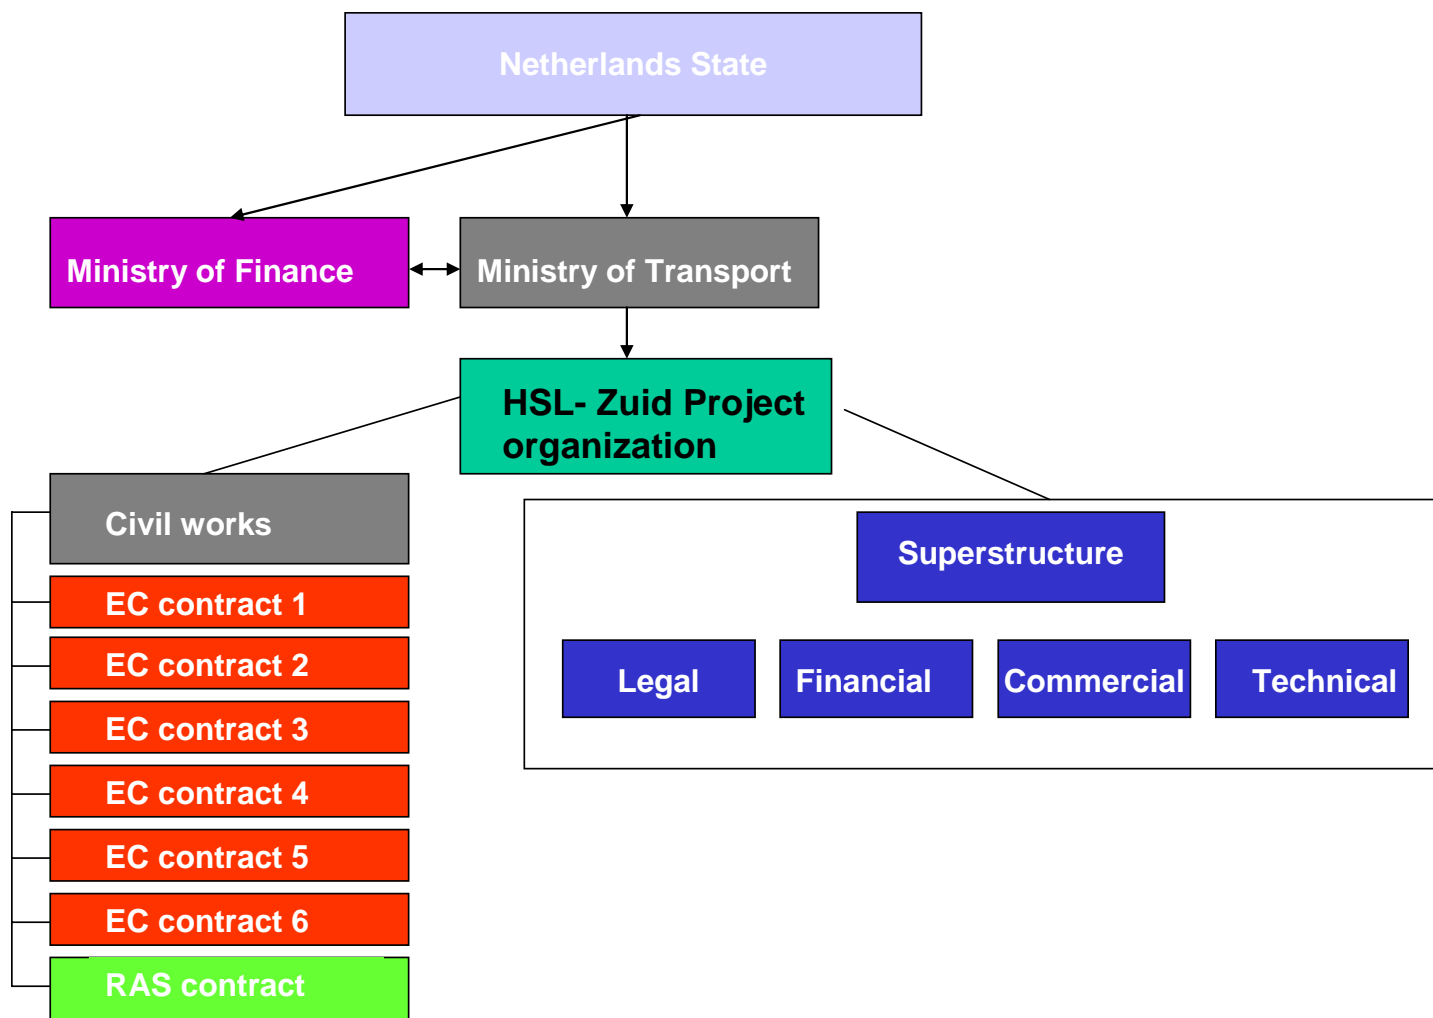 Netherlands State
Ministry of Finance
Ministry of Transport
HSL- Zuid Project
organization
Civil works
EC contract 1
EC contract 2
EC contract 3
EC contract 4
EC contract 5
EC contract 6
RAS contract
Superstructure
Legal
Financial
Commercial
Technical